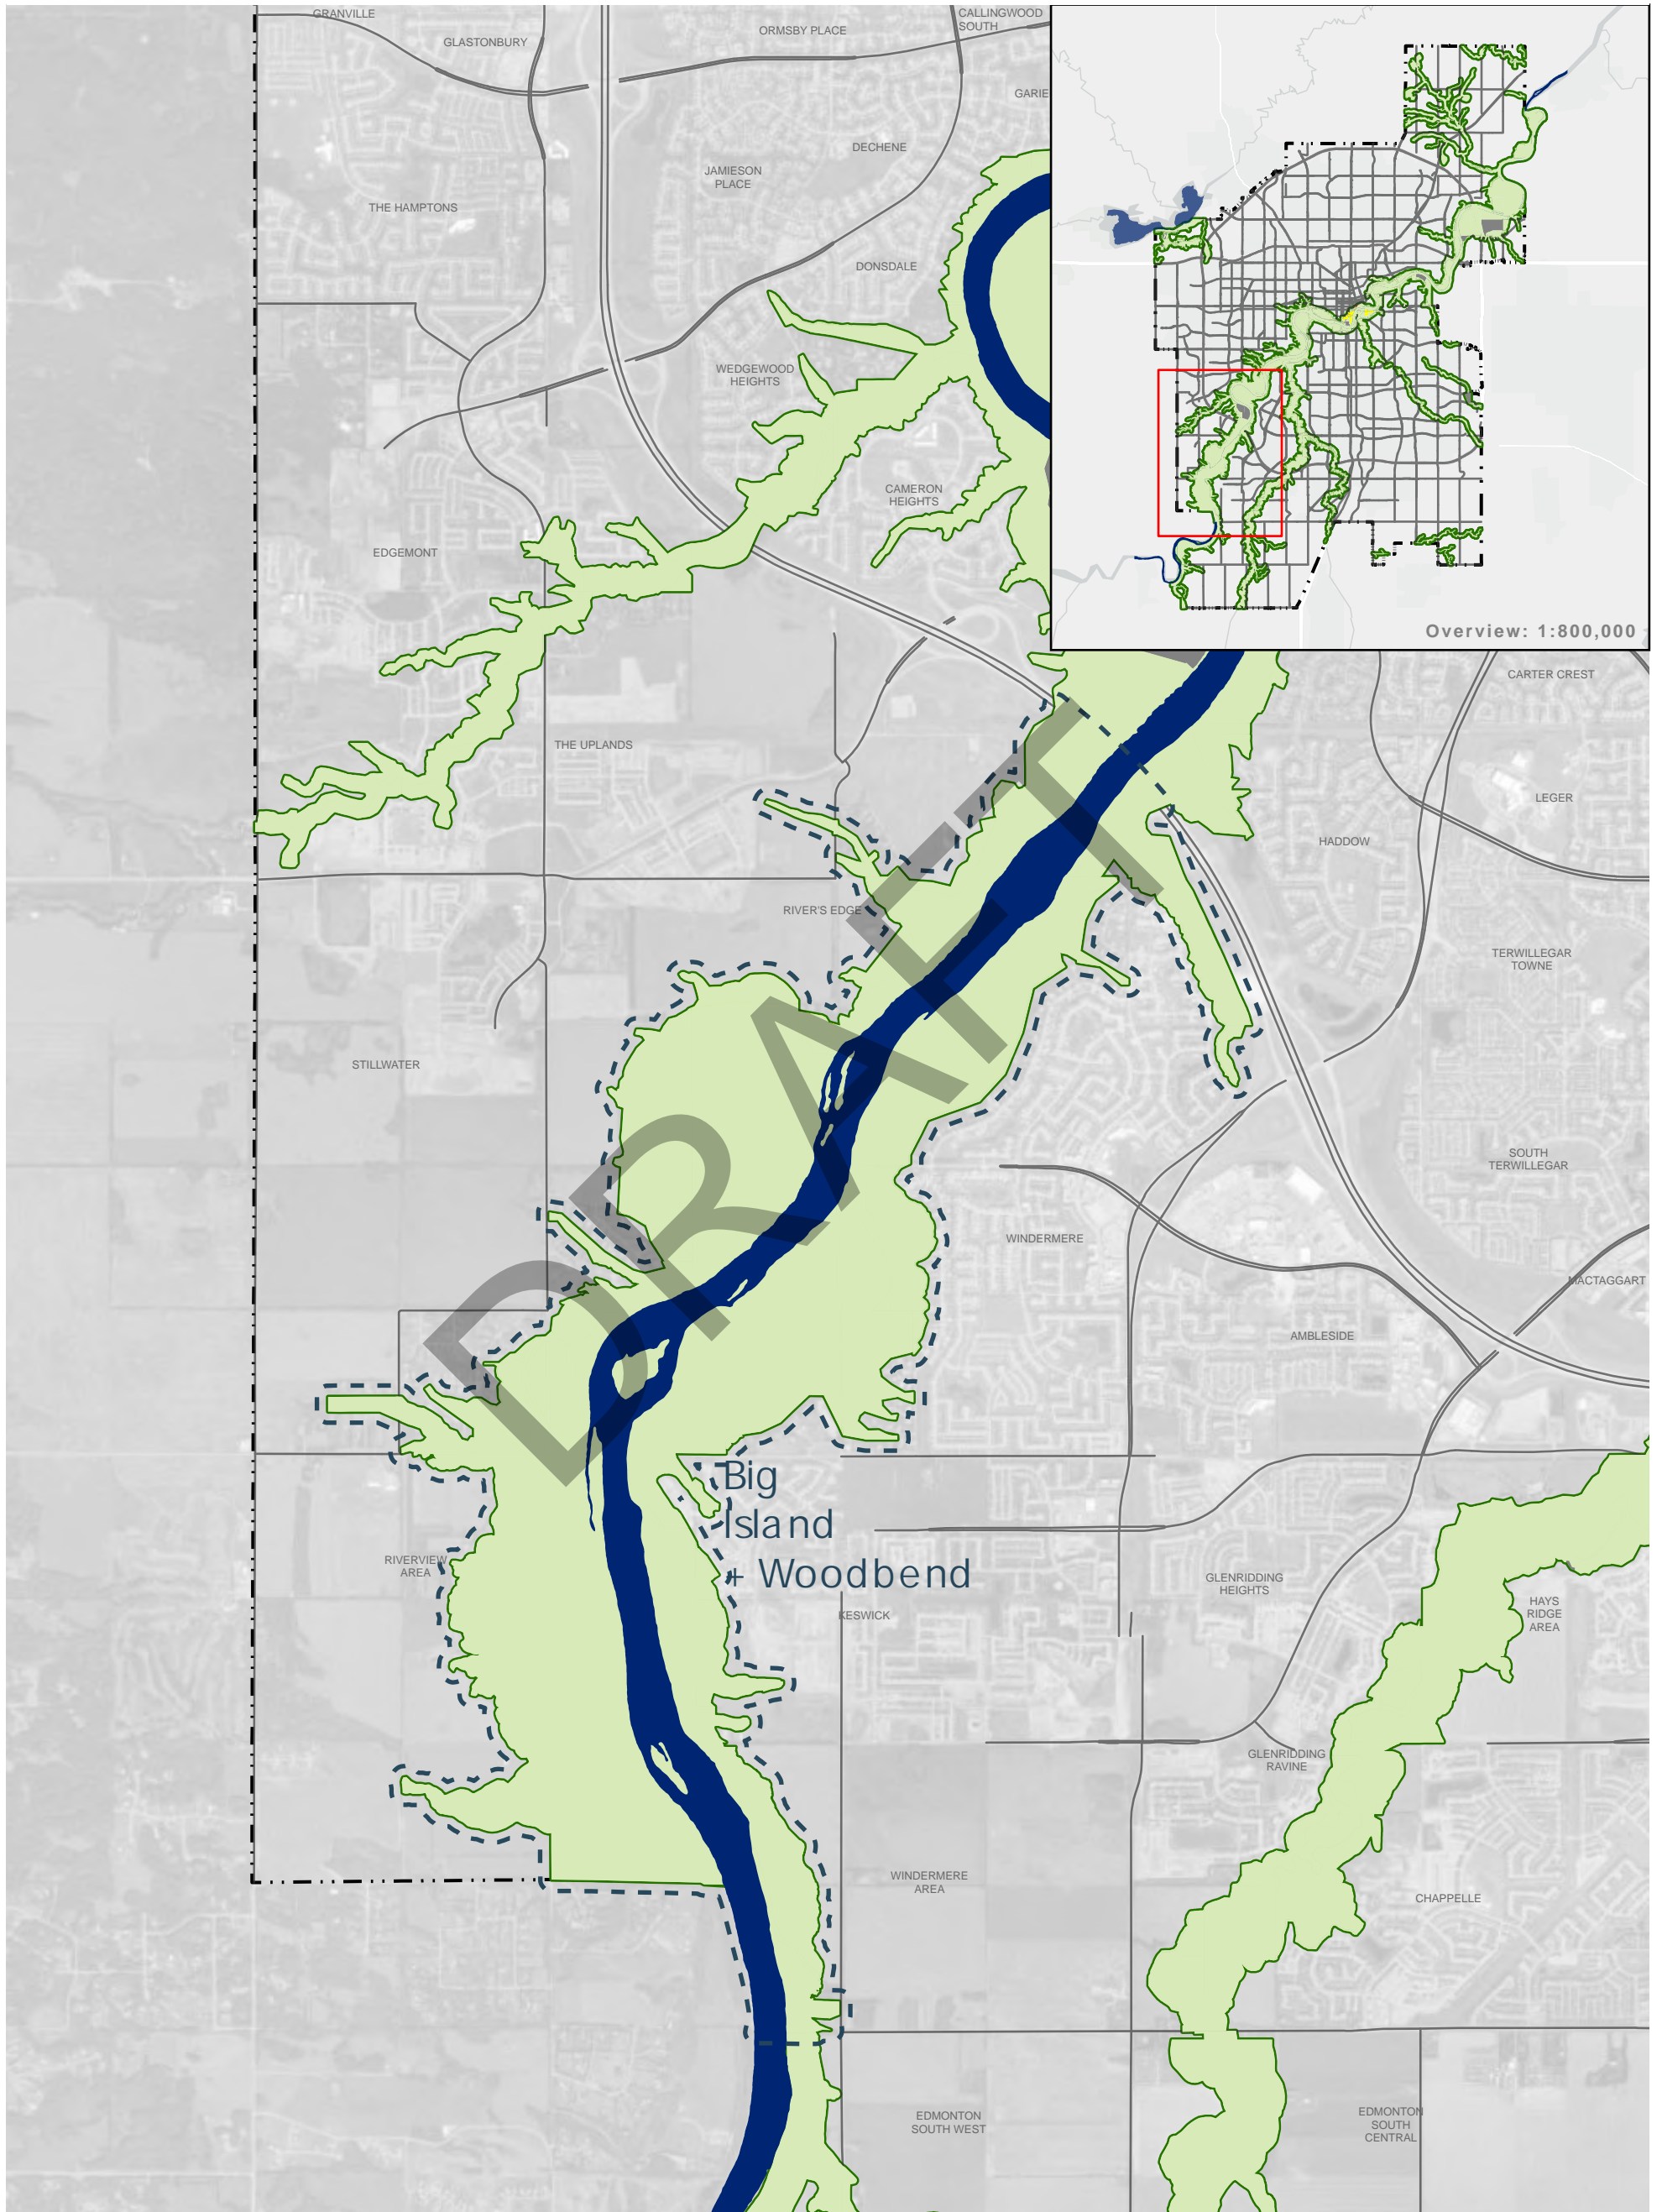 GRANVILLE
GLASTONBURY
ORMSBY PLACE
CALLINGWOOD
SOUTH
GARIE
DECHENE
JAMIESON
PLACE
THE HAMPTONS
DONSDALE
WEDGEWOOD
HEIGHTS
CAMERON
HEIGHTS
EDGEMONT
Overview: 1:800,000
CARTER CREST
THE UPLANDS
LEGER
HADDOW
RIVER'S EDGE
TERWILLEGAR
TOWNE
STILLWATER
DRAFT
SOUTH
TERWILLEGAR
WINDERMERE
MACTAGGART
AMBLESIDE
Big
Island
+ Woodbend
RIVERVIEW
AREA
GLENRIDDING
HEIGHTS
KESWICK
HAYS
RIDGE
AREA
GLENRIDDING
RAVINE
WINDERMERE
AREA
CHAPPELLE
EDMONTON
SOUTH WEST
EDMONTON
SOUTH
CENTRAL